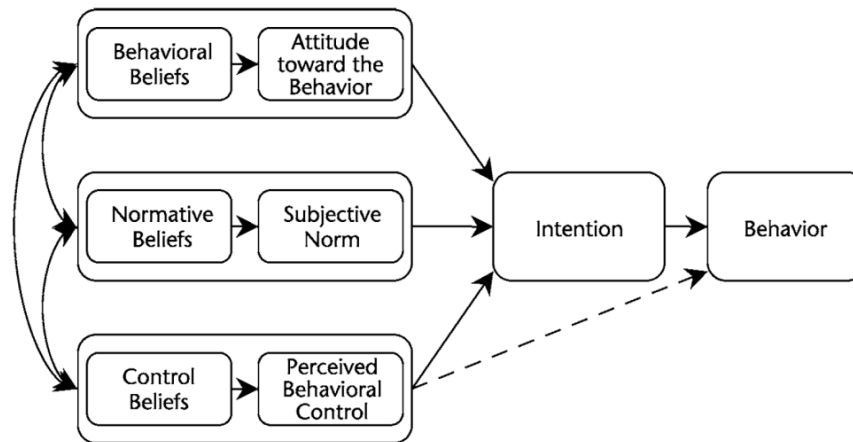 Behavioral
Beliefs
Attitude
toward the
Behavior
Normative
Beliefs
Subjective
Norm
Intention
Behavior
Control
Beliefs
Perceived
Behavioral
Control